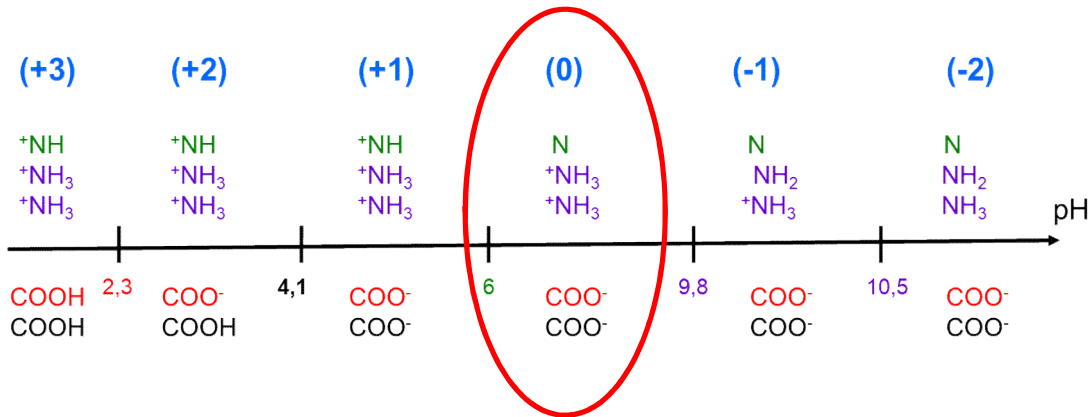 (+3) (+2) (+1) (0) (-1) (-2)
⁺NH ⁺NH ⁺NH N N N
⁺NH₃ ⁺NH₃ ⁺NH₃ ⁺NH₃ NH₂ NH₂
⁺NH₃ ⁺NH₃ ⁺NH₃ ⁺NH₃ ⁺NH₃ NH₃
pH
2,3 4,1 6 9,8 10,5
COOH COO⁻ COO⁻ COO⁻ COO⁻ COO⁻
COOH COOH COO⁻ COO⁻ COO⁻ COO⁻